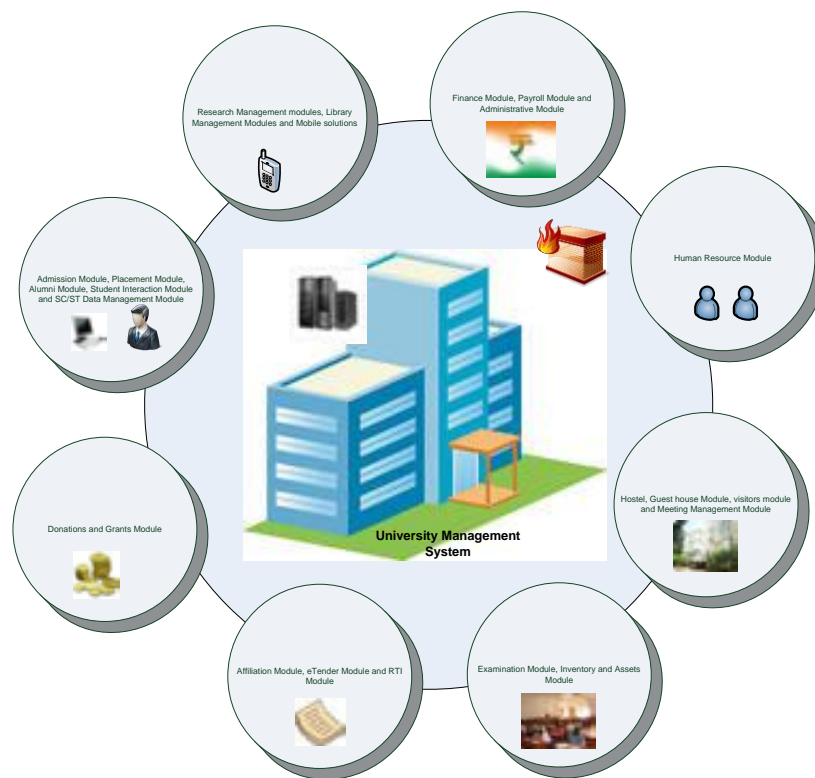 Research Management modules, Library
Management Modules and Mobile solutions
Finance Module, Payroll Module and
Administrative Module
Human Resource Module
Admission Module, Placement Module,
Alumni Module, Student Interaction Module
and SC/ST Data Management Module
Hostel, Guest house Module, visitors module
and Meeting Management Module
Donations and Grants Module
University Management
System
Affiliation Module, eTender Module and RTI
Module
Examination Module, Inventory and Assets
Module